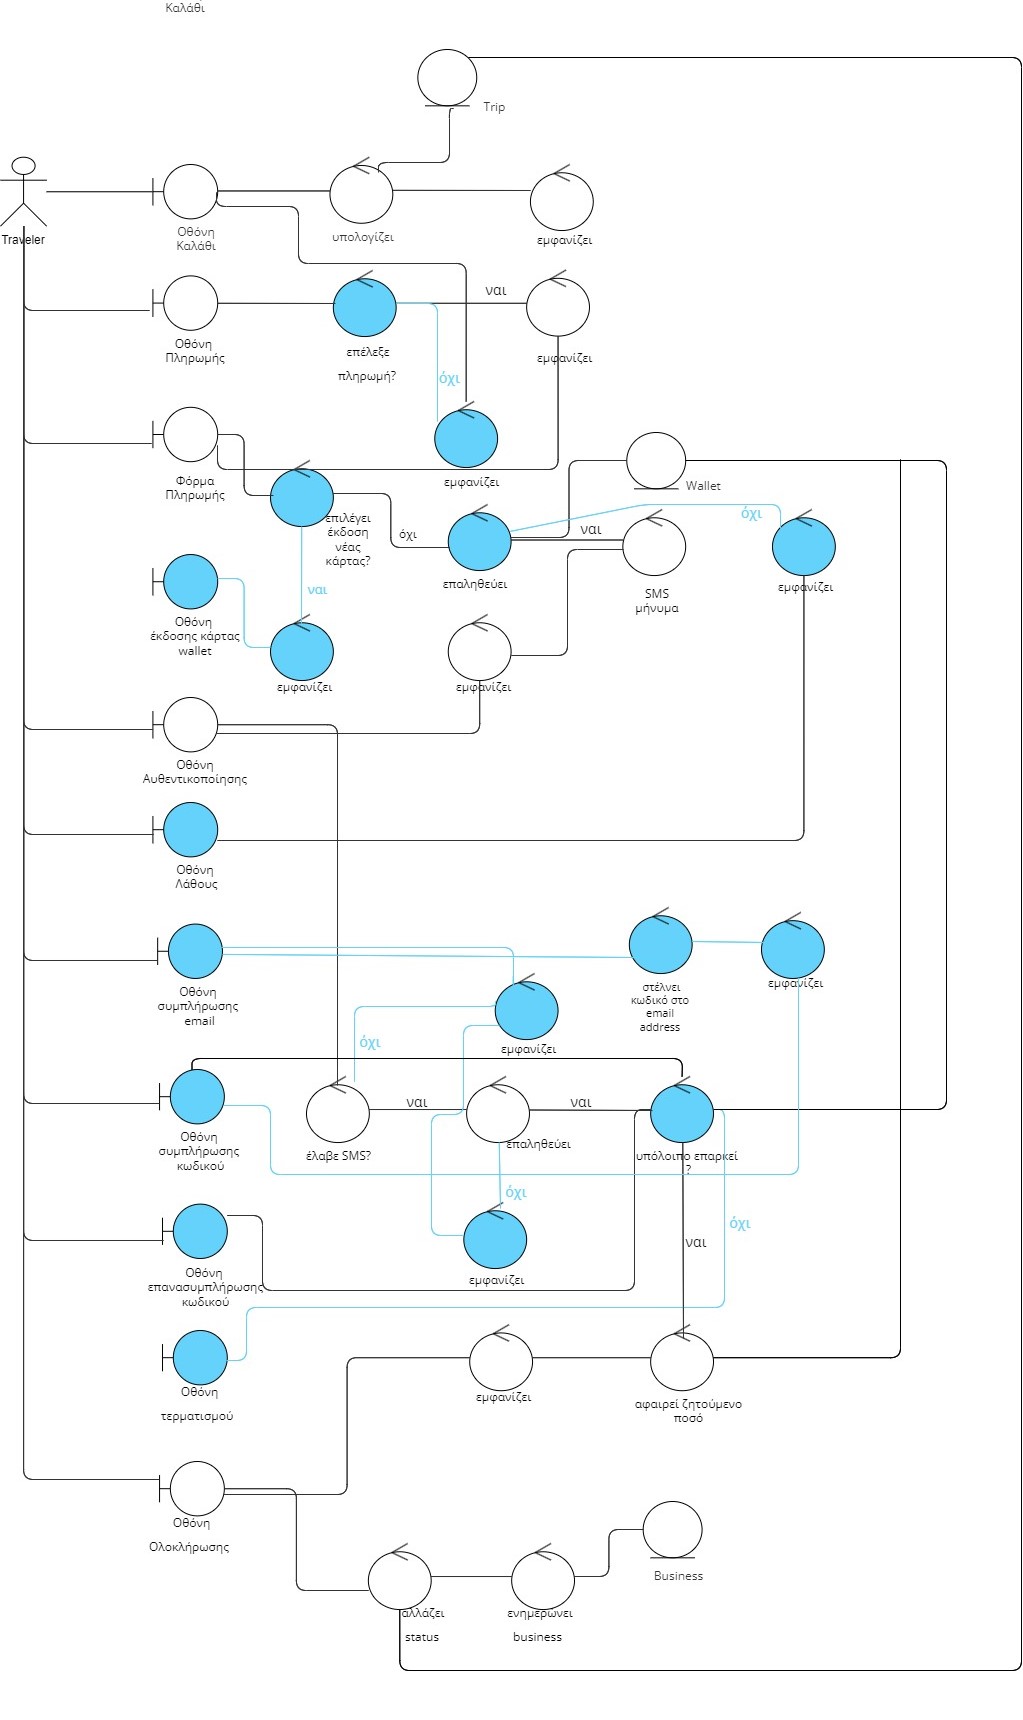 Καλάθι
Trip
Traveler
Οθόνη
Καλάθι
υπολογίζει
εμφανίζει
ναι
Οθόνη
Πληρωμής
επέλεξε
πληρωμή?
εμφανίζει
όχι
Φόρμα
Πληρωμής
εμφανίζει
Wallet
επιλέγει
έκδοση
νέας
κάρτας?
όχι
επαληθεύει
ναι
όχι
SMS
μήνυμα
εμφανίζει
ναι
Οθόνη
έκδοσης κάρτας
wallet
εμφανίζει
εμφανίζει
Οθόνη
Αυθεντικοποίησης
Οθόνη
Λάθους
Οθόνη
συμπλήρωσης
email
στέλνει
κωδικό στο
email
address
εμφανίζει
όχι
εμφανίζει
ναι
ναι
Οθόνη
συμπλήρωσης
κωδικού
έλαβε SMS?
επαληθεύει
υπόλοιπο επαρκεί
?
όχι
όχι
ναι
Οθόνη
επανασυμπλήρωσης
κωδικού
εμφανίζει
Οθόνη
τερματισμού
εμφανίζει
αφαιρεί ζητούμενο
ποσό
Οθόνη
Ολοκλήρωσης
Business
αλλάζει
status
ενημερώνει
business